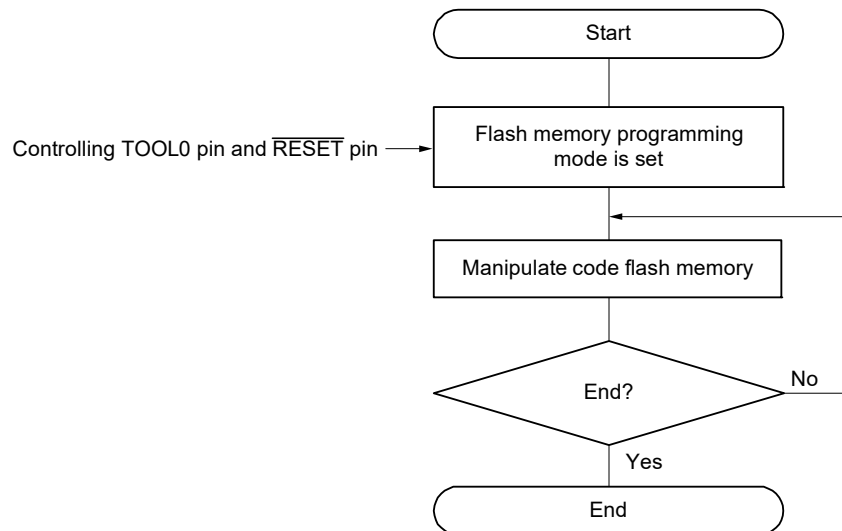 Start
Controlling TOOL0 pin and RESET pin
Flash memory programming
mode is set
Manipulate code flash memory
End?
No
Yes
End